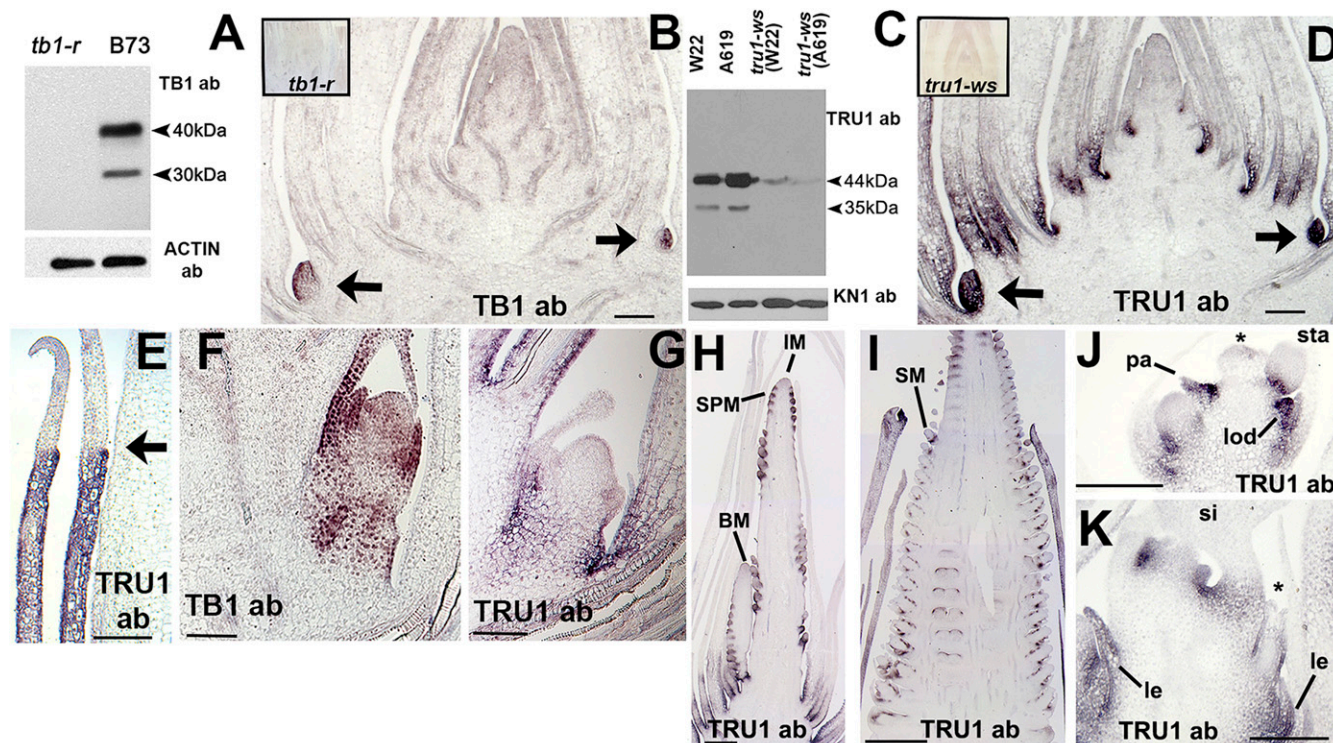 tb1-r B73
A
TB1 ab
40kDa
30kDa
ACTIN
ab
tb1-r
B
TB1 ab
W22
A619
tru1-ws
(W22)
tru1-ws
(A619)
C
TRU1 ab
44kDa
35kDa
KN1 ab
tru1-ws
D
TRU1 ab
E
TRU1
ab
F
TB1 ab
G
TRU1 ab
H
IM
SPM
BM
TRU1 ab
I
SM
TRU1 ab
J
*
sta
pa
lod
TRU1 ab
K
si
*
le
le
TRU1 ab